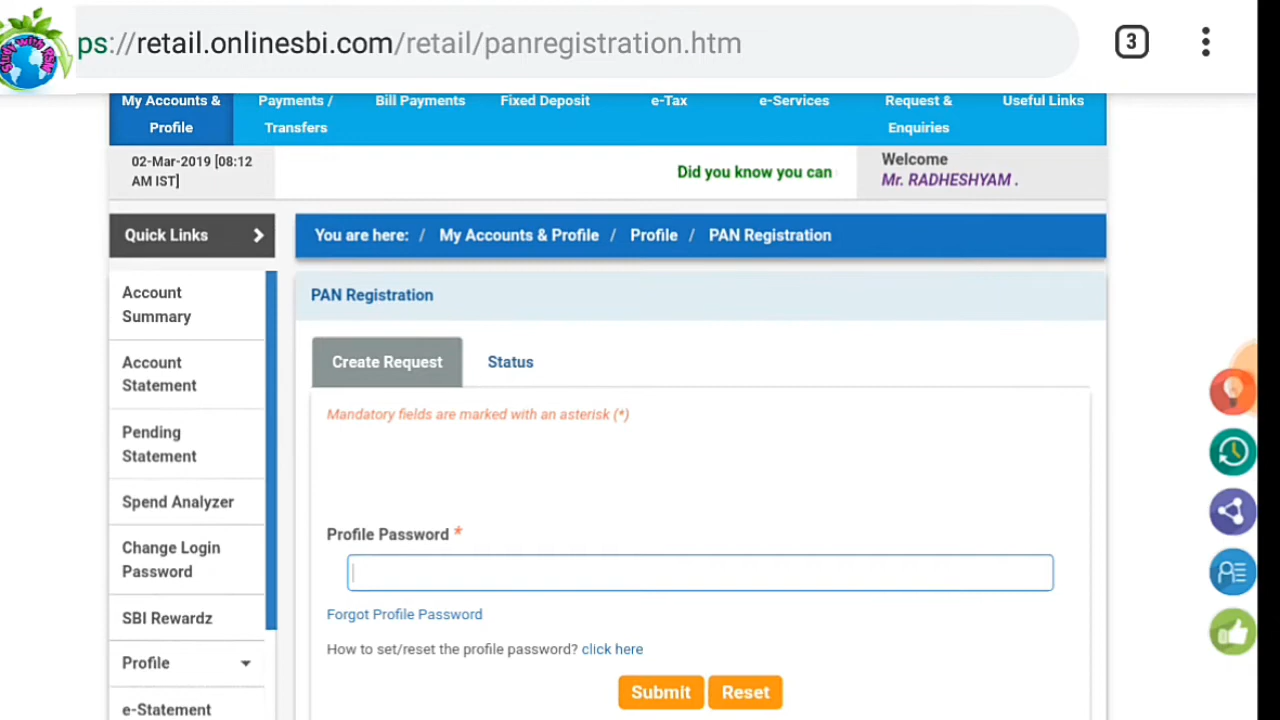 Study with RSM
ps://retail.onlinesbi.com/retail/panregistration.htm
3
My Accounts &
Profile
Payments /
Transfers
Bill Payments
Fixed Deposit
e-Tax
e-Services
Request &
Enquiries
Useful Links
02-Mar-2019 [08:12
AM IST]
Did you know you can
Welcome
Mr. RADHESHYAM .
Quick Links
You are here: / My Accounts & Profile / Profile / PAN Registration
Account
Summary
Account
Statement
Pending
Statement
Spend Analyzer
Change Login
Password
SBI Rewardz
Profile
e-Statement
PAN Registration
Create Request
Status
Mandatory fields are marked with an asterisk (*)
Profile Password *
Forgot Profile Password
How to set/reset the profile password? click here
Submit
Reset